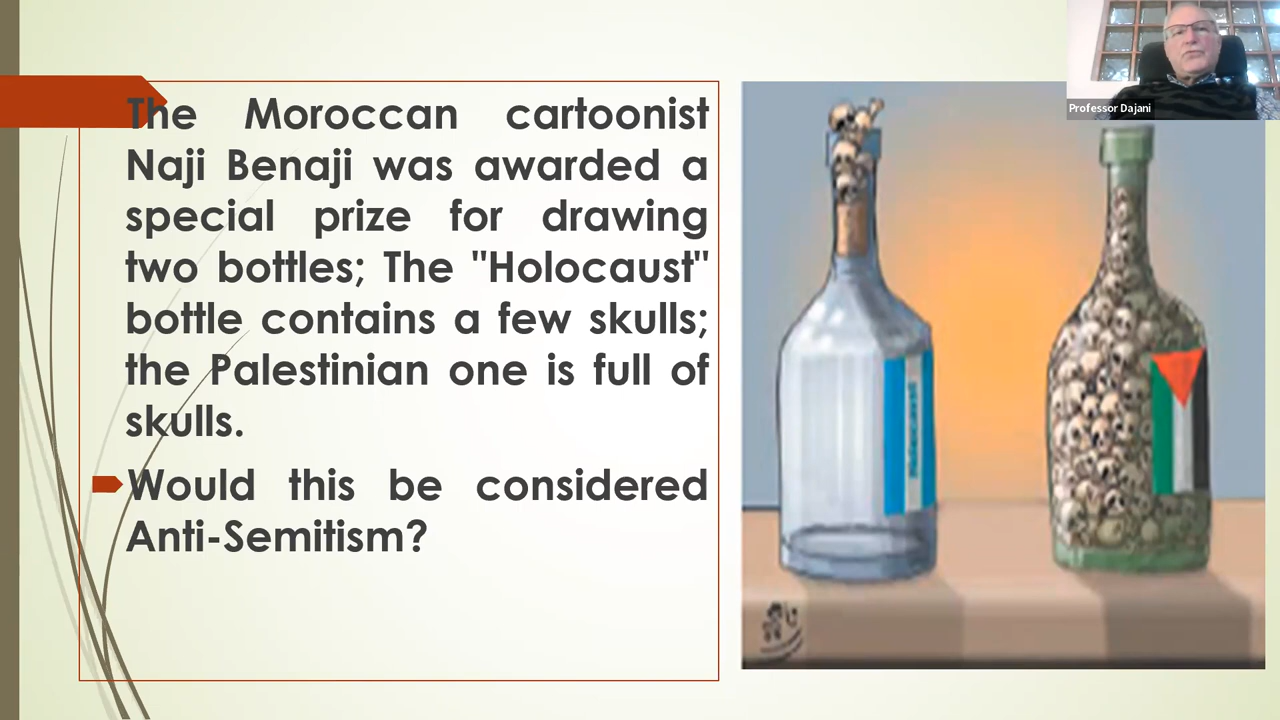 Professor Dajani
The Moroccan cartoonist
Naji Benaji was awarded a
special prize for drawing
two bottles; The "Holocaust"
bottle contains a few skulls;
the Palestinian one is full of
skulls.
Would this be considered
Anti-Semitism?